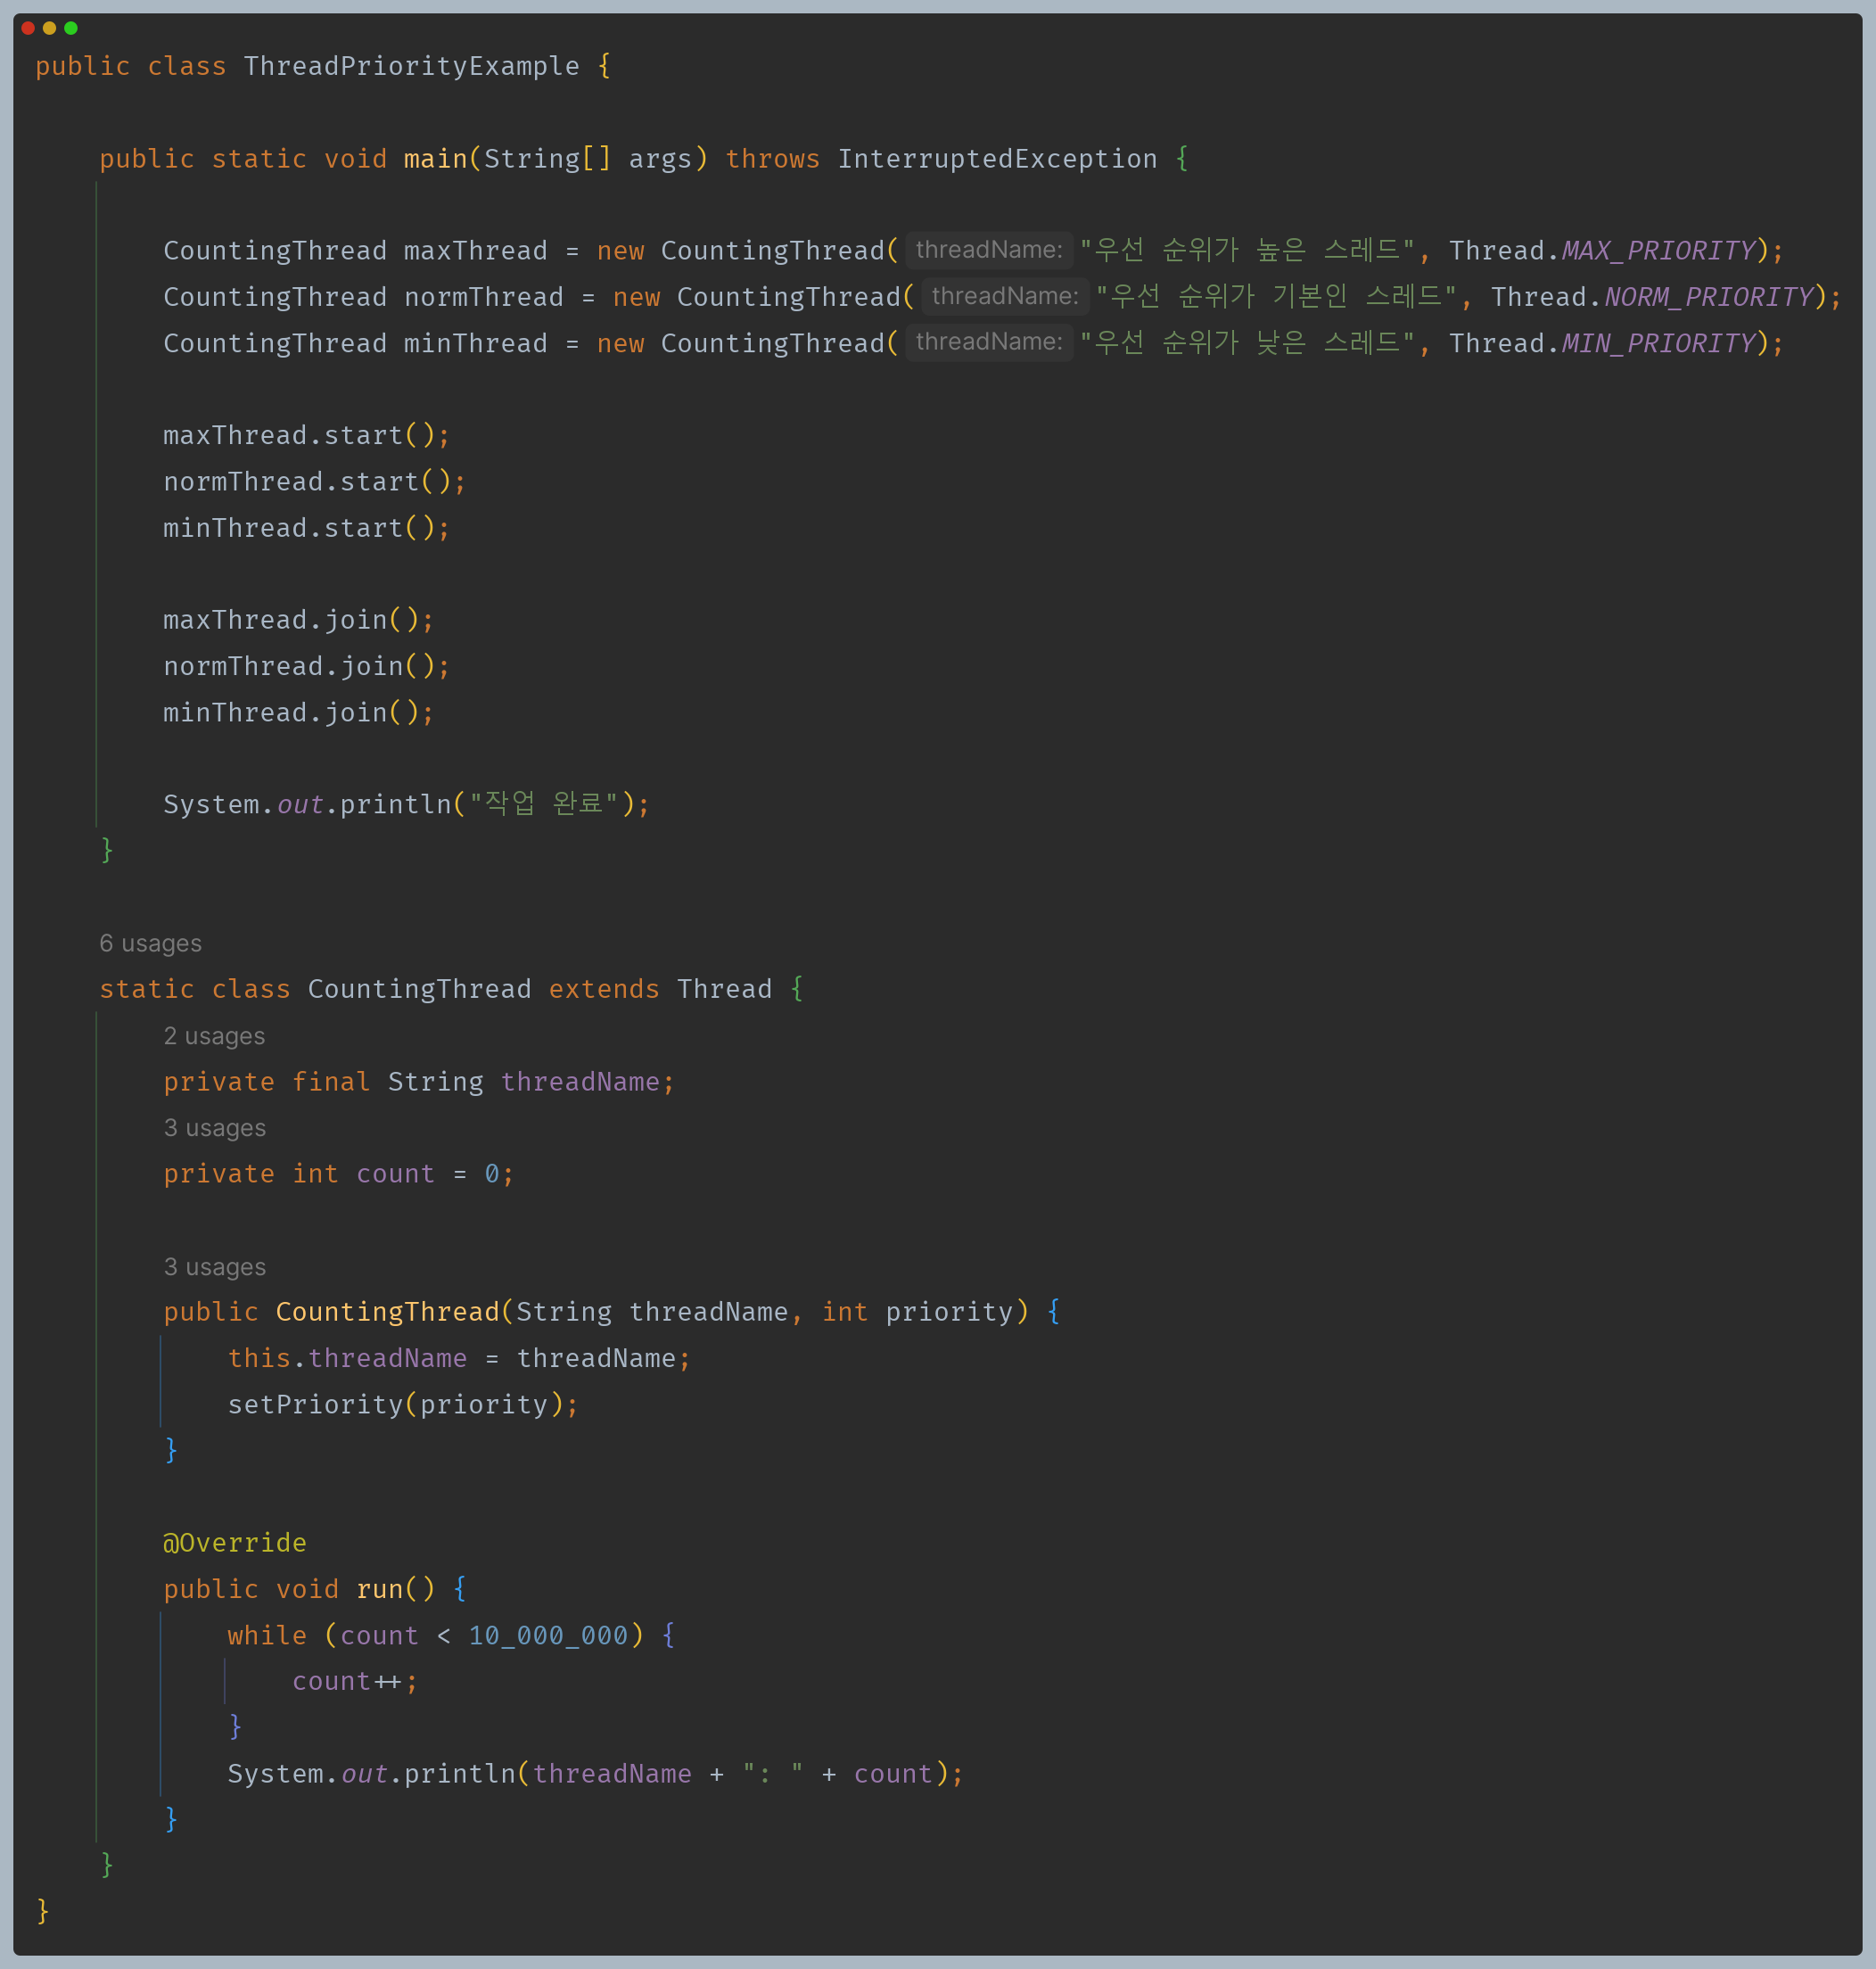 public class ThreadPriorityExample {
public static void main(String[] args) throws InterruptedException {
CountingThread maxThread = new CountingThread( threadName: "우선 순위가 높은 스레드", Thread.MAX_PRIORITY);
CountingThread normThread = new CountingThread( threadName: "우선 순위가 기본인 스레드", Thread.NORM_PRIORITY);
CountingThread minThread = new CountingThread( threadName: "우선 순위가 낮은 스레드", Thread.MIN_PRIORITY);
maxThread.start();
normThread.start();
minThread.start();
maxThread.join();
normThread.join();
minThread.join();
System.out.println("작업 완료");
}
6 usages
static class CountingThread extends Thread {
2 usages
private final String threadName;
3 usages
private int count = 0;
3 usages
public CountingThread(String threadName, int priority) {
this.threadName = threadName;
setPriority(priority);
}
@Override
public void run() {
while (count < 10_000_000) {
count++;
}
System.out.println(threadName + ": " + count);
}
}
}